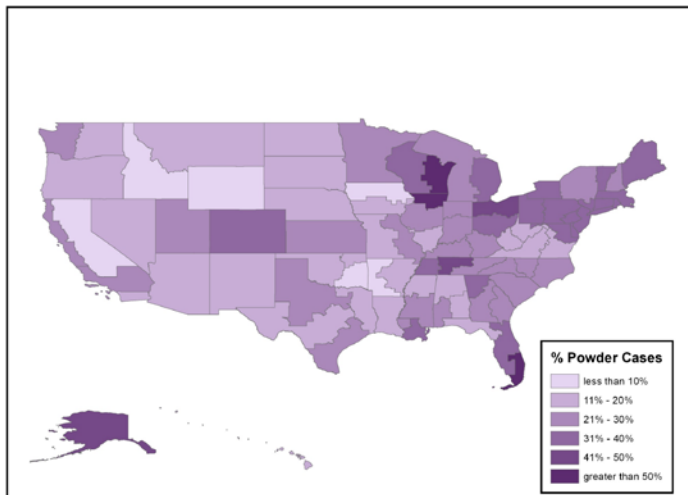 % Powder Cases
less than 10%
11% - 20%
21% - 30%
31% - 40%
41% - 50%
greater than 50%